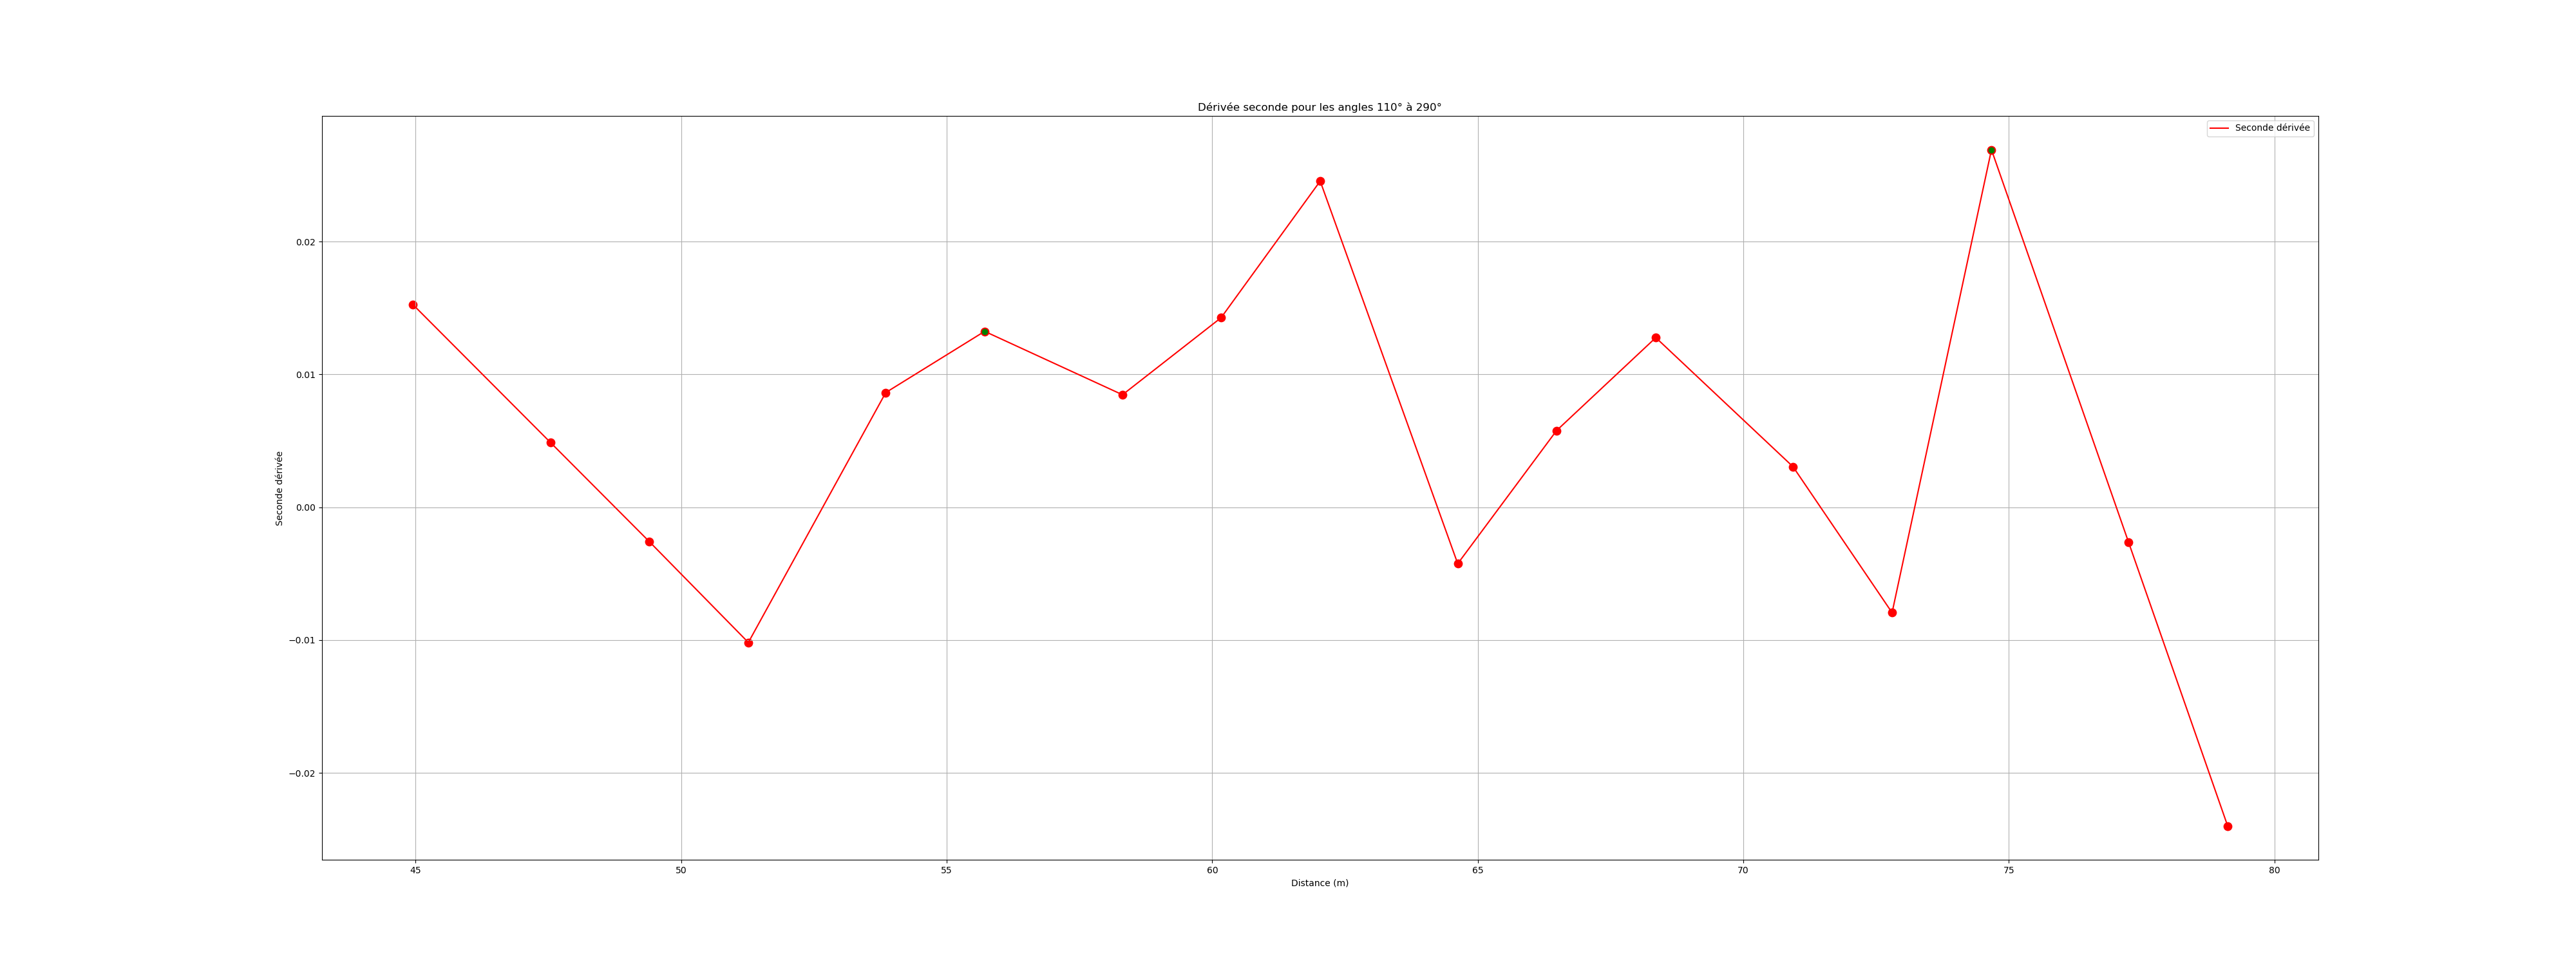 Dérivée seconde pour les angles 110° à 290°
Seconde dérivée
0.02
0.01
0.00
−0.01
−0.02
Seconde dérivée
45 50 55 60 65 70 75 80
Distance (m)